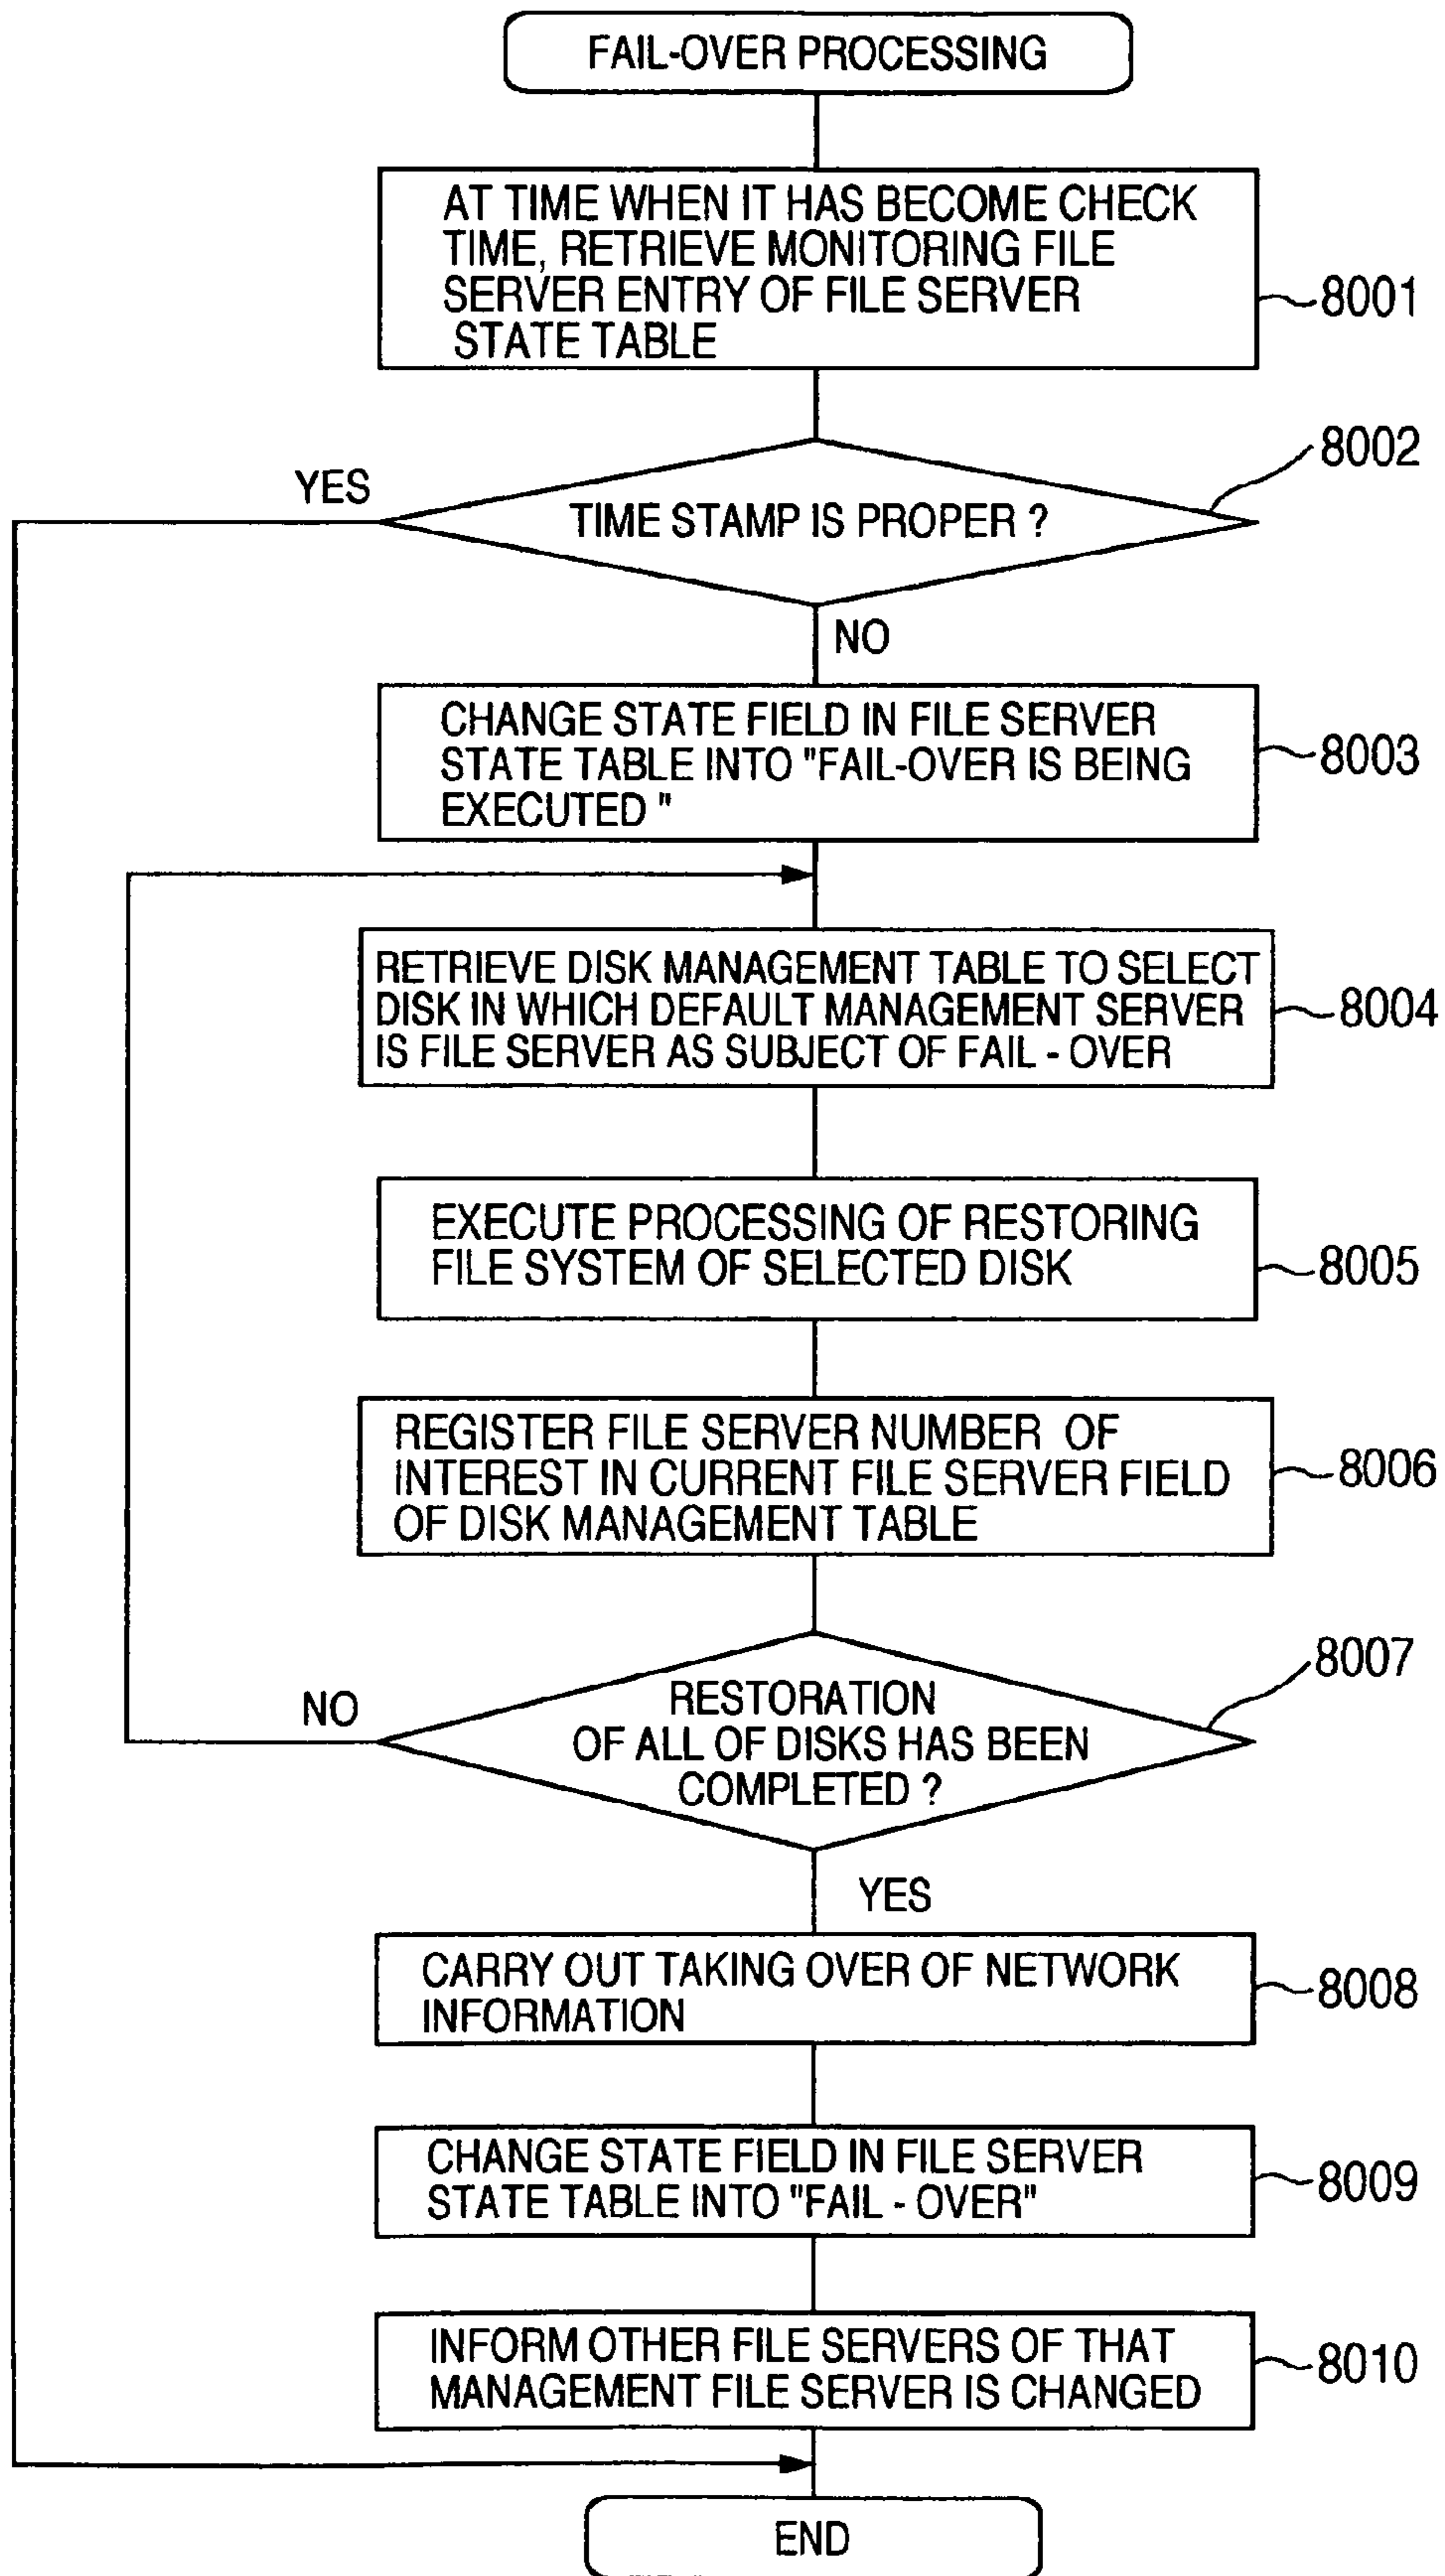 FAIL-OVER PROCESSING
AT TIME WHEN IT HAS BECOME CHECK
TIME, RETRIEVE MONITORING FILE
SERVER ENTRY OF FILE SERVER
STATE TABLE
8001
8002
YES
TIME STAMP IS PROPER ?
NO
CHANGE STATE FIELD IN FILE SERVER
STATE TABLE INTO "FAIL-OVER IS BEING
EXECUTED "
8003
RETRIEVE DISK MANAGEMENT TABLE TO SELECT
DISK IN WHICH DEFAULT MANAGEMENT SERVER
IS FILE SERVER AS SUBJECT OF FAIL - OVER
8004
EXECUTE PROCESSING OF RESTORING
FILE SYSTEM OF SELECTED DISK
8005
REGISTER FILE SERVER NUMBER OF
INTEREST IN CURRENT FILE SERVER FIELD
OF DISK MANAGEMENT TABLE
8006
8007
NO
RESTORATION
OF ALL OF DISKS HAS BEEN
COMPLETED ?
YES
CARRY OUT TAKING OVER OF NETWORK
INFORMATION
8008
CHANGE STATE FIELD IN FILE SERVER
STATE TABLE INTO "FAIL - OVER"
8009
INFORM OTHER FILE SERVERS OF THAT
MANAGEMENT FILE SERVER IS CHANGED
8010
END